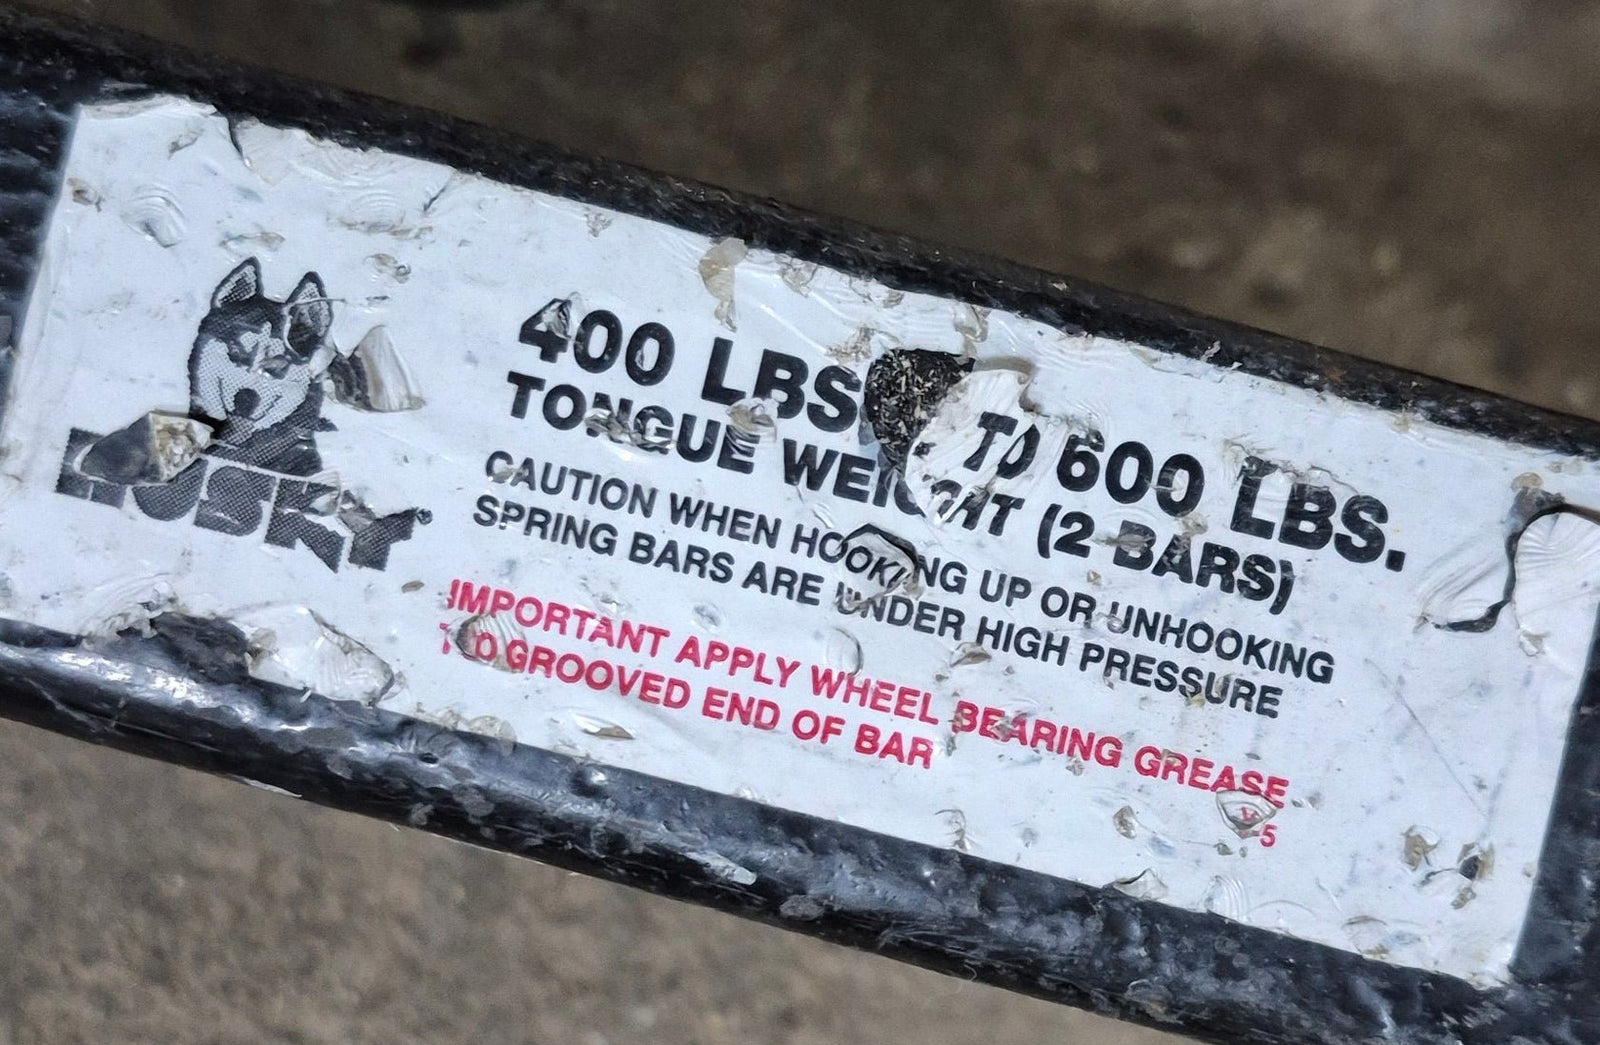 HUSKY
400 LBS. TO 600 LBS.
TONGUE WEIGHT (2 BARS)
CAUTION WHEN HOOKING UP OR UNHOOKING
SPRING BARS ARE UNDER HIGH PRESSURE
IMPORTANT APPLY WHEEL BEARING GREASE
TO GROOVED END OF BAR